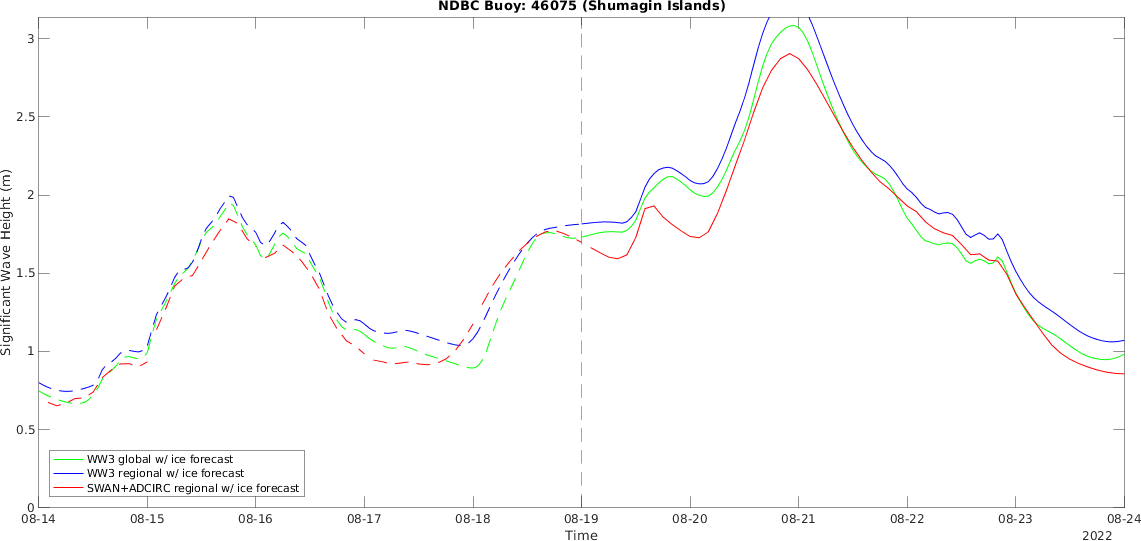 NDBC Buoy: 46075 (Shumagin Islands)
Significant Wave Height (m)
3
2.5
2
1.5
1
0.5
0
WW3 global w/ ice forecast
WW3 regional w/ ice forecast
SWAN+ADCIRC regional w/ ice forecast
08-14 08-15 08-16 08-17 08-18 08-19 08-20 08-21 08-22 08-23 08-24
Time
2022